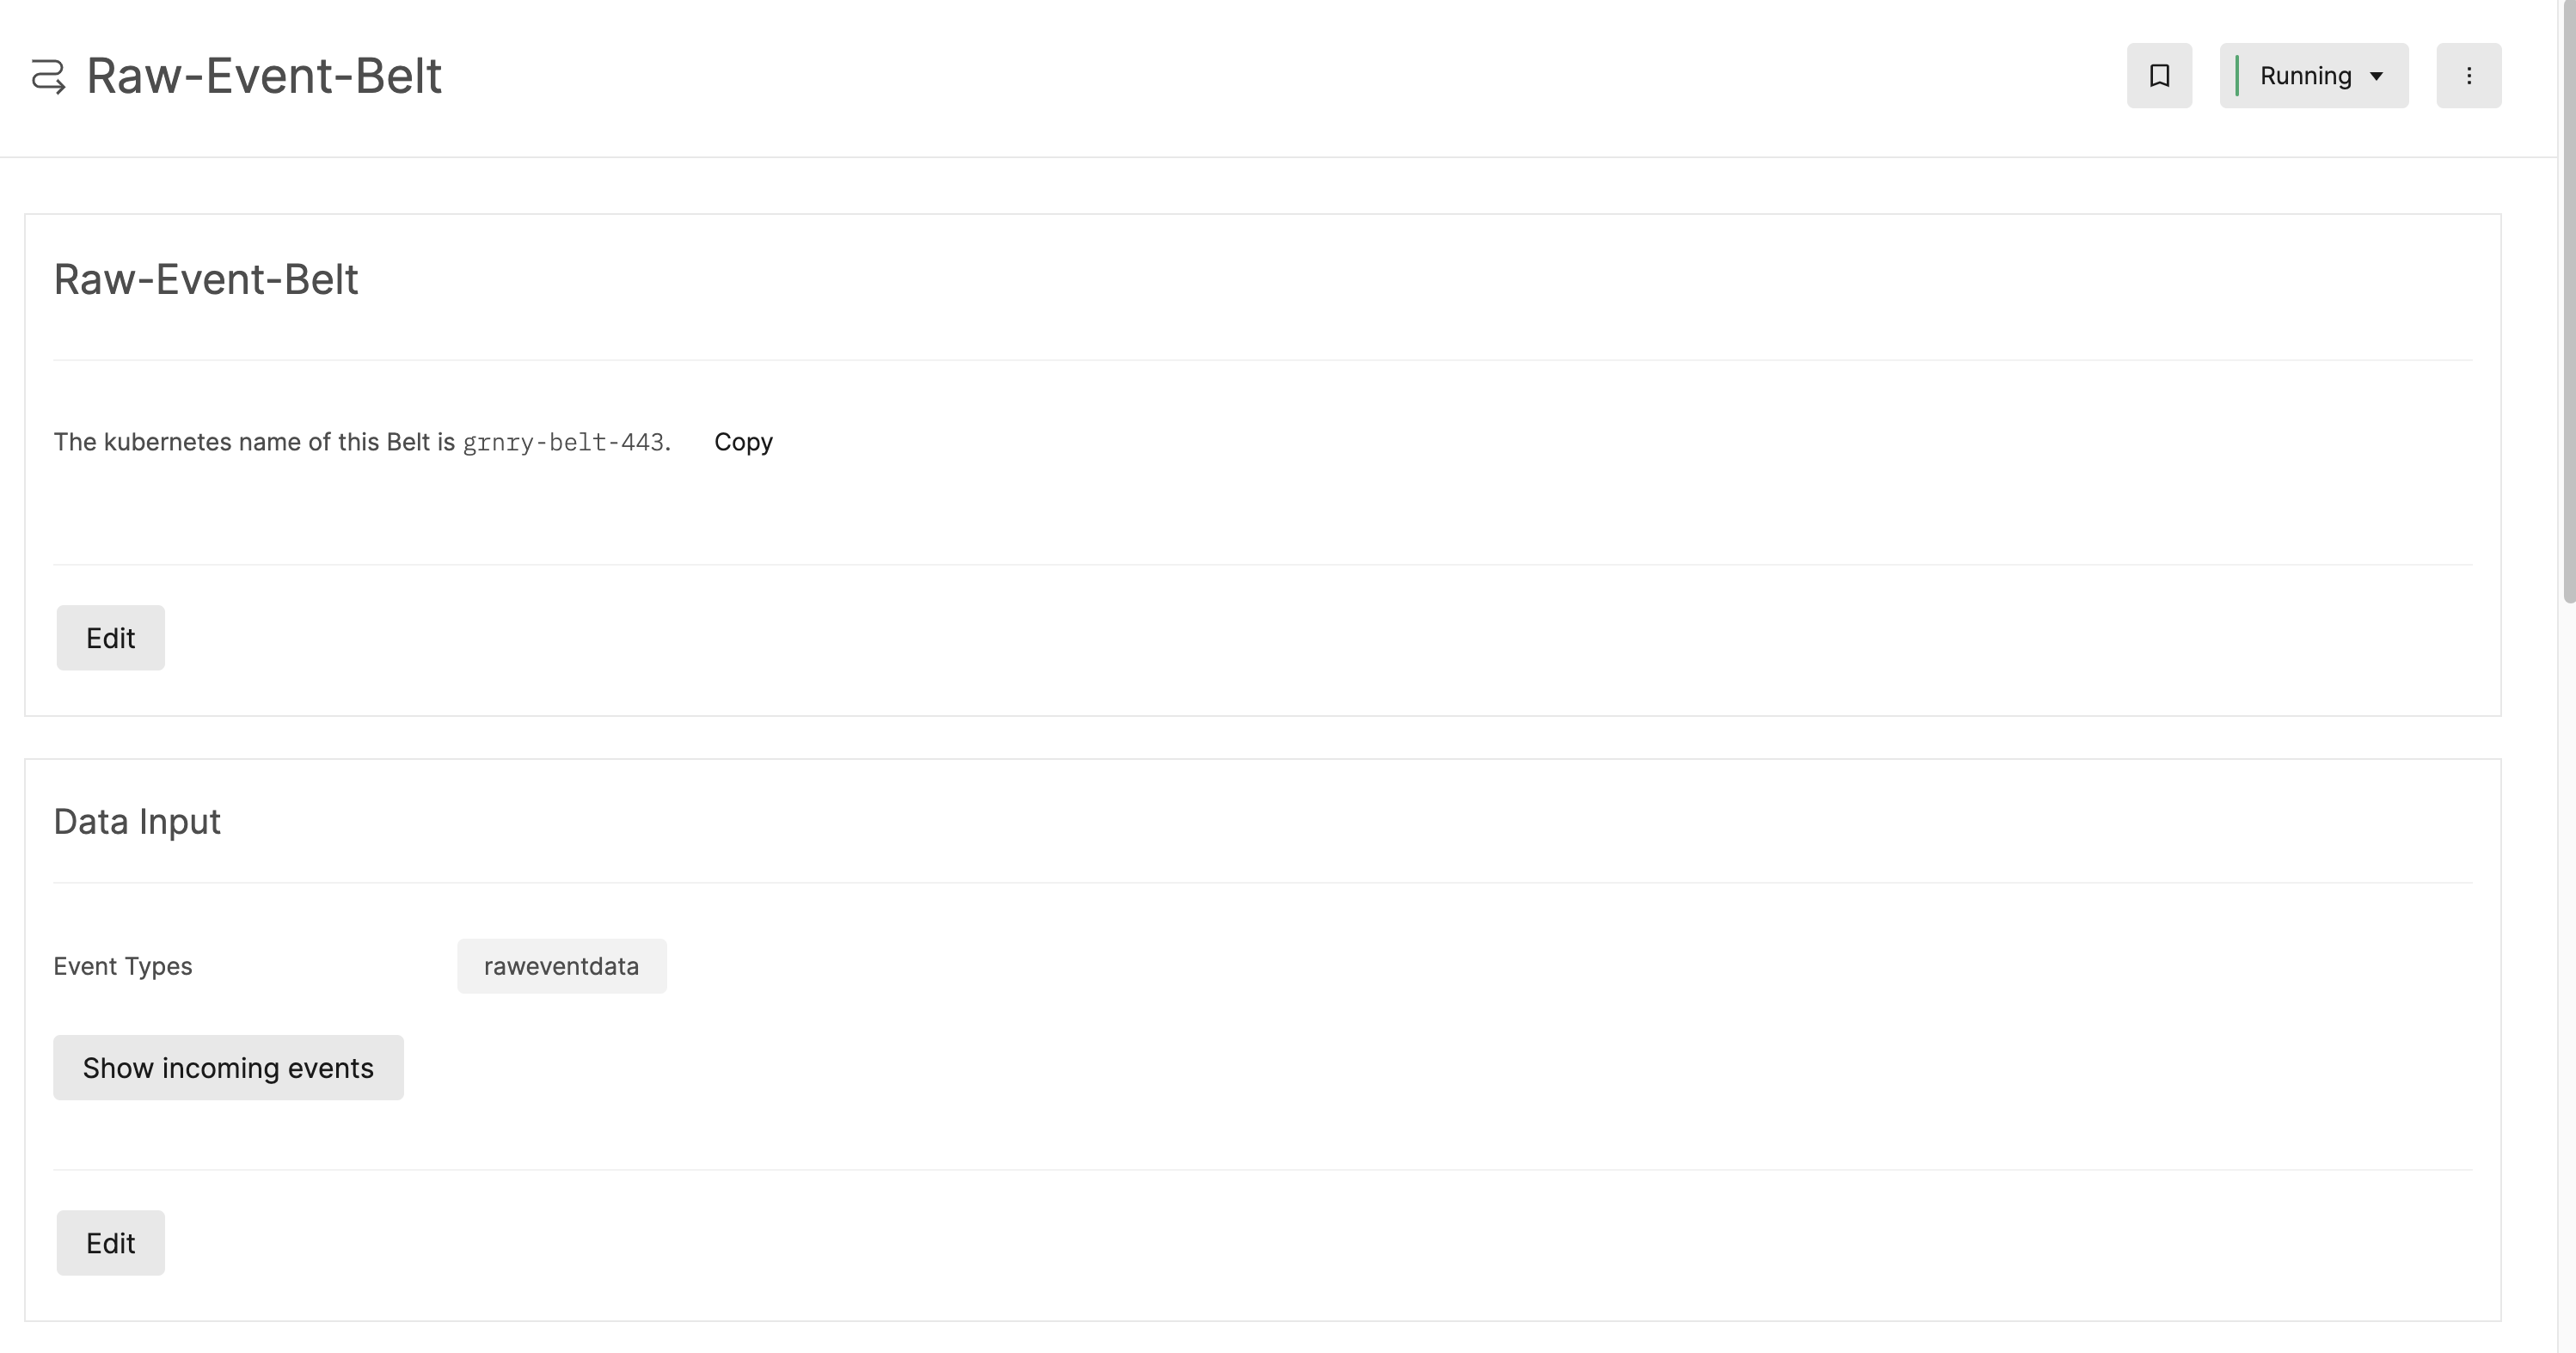 Raw-Event-Belt
Running
Raw-Event-Belt
The kubernetes name of this Belt is grnry-belt-443. Copy
Edit
Data Input
Event Types raweventdata
Show incoming events
Edit